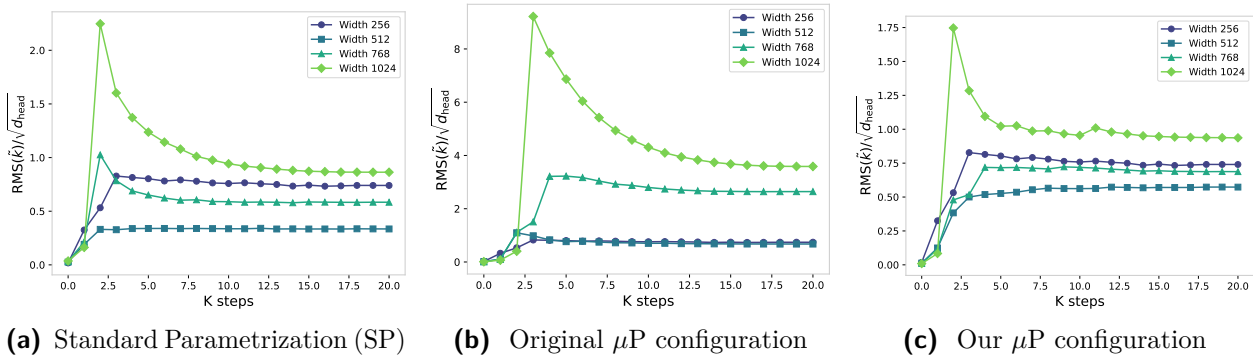 RMS(k̃)/√d_head
2.0
1.5
1.0
0.5
0.0
0.0 2.5 5.0 7.5 10.0 12.5 15.0 17.5 20.0
K steps
Width 256
Width 512
Width 768
Width 1024
(a) Standard Parametrization (SP)
RMS(k̃)/√d_head
8
6
4
2
0
0.0 2.5 5.0 7.5 10.0 12.5 15.0 17.5 20.0
K steps
Width 256
Width 512
Width 768
Width 1024
(b) Original μP configuration
RMS(k̃)/√d_head
1.75
1.50
1.25
1.00
0.75
0.50
0.25
0.00
0.0 2.5 5.0 7.5 10.0 12.5 15.0 17.5 20.0
K steps
Width 256
Width 512
Width 768
Width 1024
(c) Our μP configuration